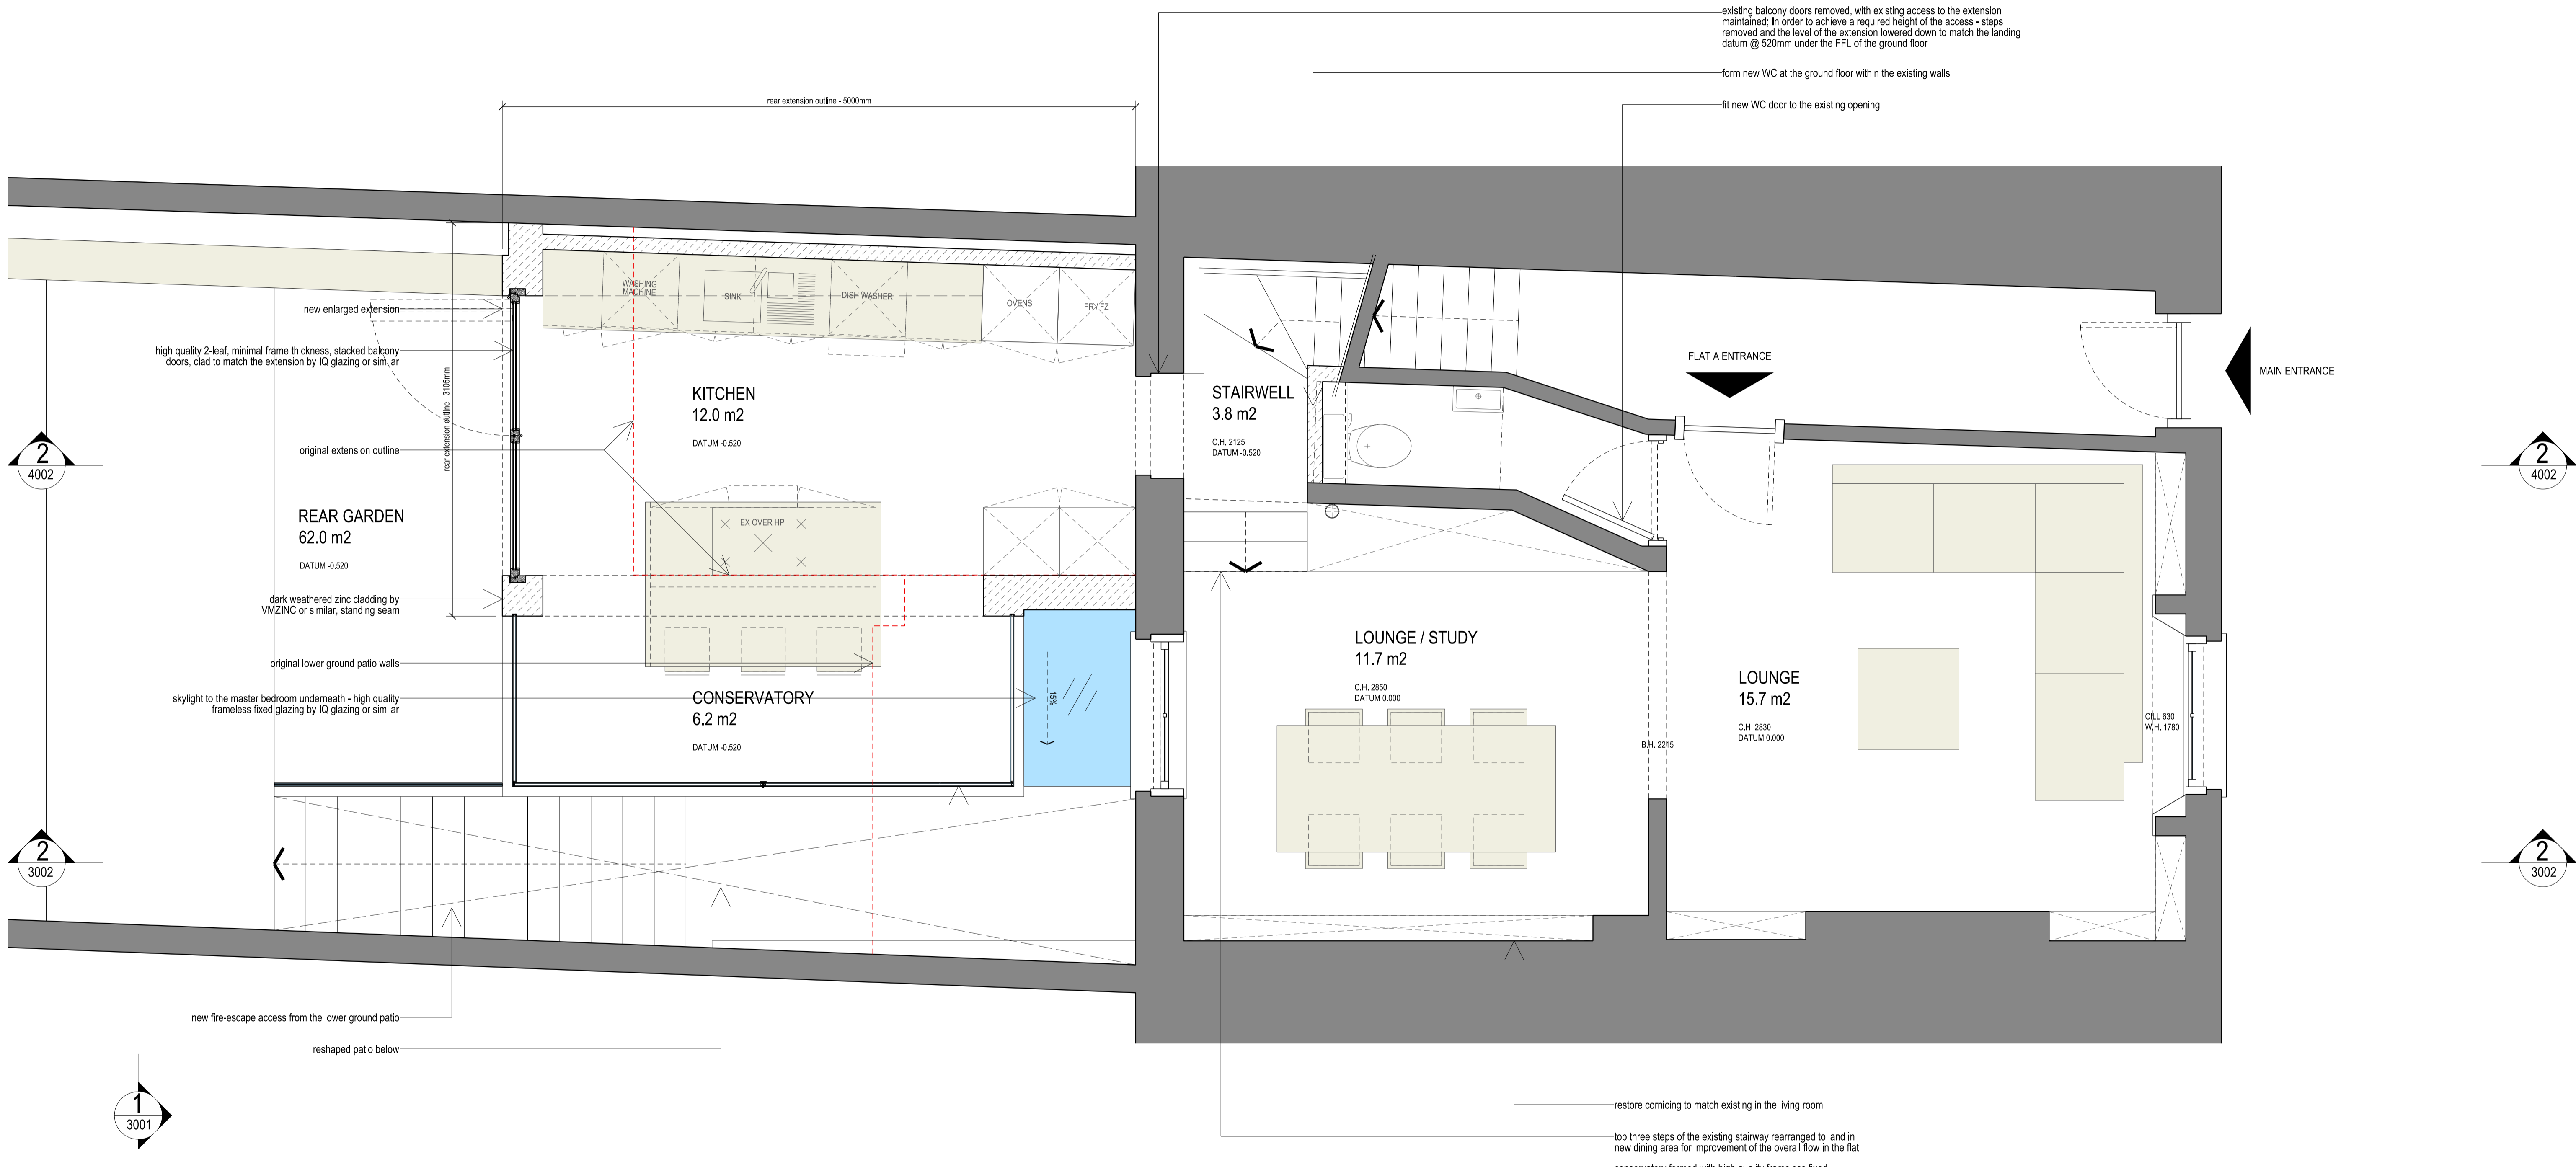 existing balcony doors removed, with existing access to the extension
maintained; In order to achieve a required height of the access - steps
removed and the level of the extension lowered down to match the landing
datum @ 520mm under the FFL of the ground floor
form new WC at the ground floor within the existing walls
fit new WC door to the existing opening
rear extension outline - 5000mm
rear extension outline - 3105mm
new enlarged extension
high quality 2-leaf, minimal frame thickness, stacked balcony
doors, clad to match the extension by IQ glazing or similar
original extension outline
REAR GARDEN
62.0 m2
DATUM -0.520
dark weathered zinc cladding by
VMZINC or similar, standing seam
original lower ground patio walls
skylight to the master bedroom underneath - high quality
frameless fixed glazing by IQ glazing or similar
WASHING
MACHINE
SINK
DISH WASHER
OVENS
FR / FZ
KITCHEN
12.0 m2
DATUM -0.520
EX OVER HP
CONSERVATORY
6.2 m2
DATUM -0.520
15%
STAIRWELL
3.8 m2
C.H. 2125
DATUM -0.520
FLAT A ENTRANCE
MAIN ENTRANCE
LOUNGE / STUDY
11.7 m2
C.H. 2850
DATUM 0.000
B.H. 2215
LOUNGE
15.7 m2
C.H. 2830
DATUM 0.000
CILL 630
W.H. 1780
2
4002
2
4002
2
3002
2
3002
new fire-escape access from the lower ground patio
reshaped patio below
1
3001
restore cornicing to match existing in the living room
top three steps of the existing stairway rearranged to land in
new dining area for improvement of the overall flow in the flat
conservatory formed with high quality frameless fixed